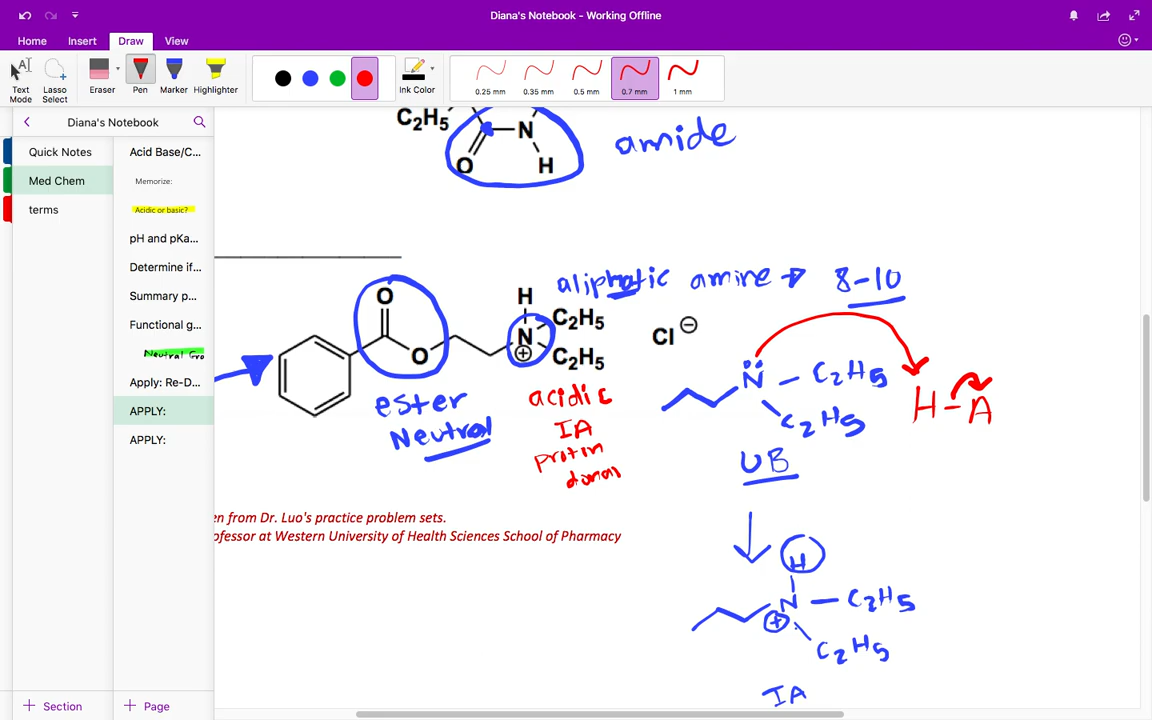 Diana's Notebook - Working Offline
Home Insert Draw View
Text Mode
Lasso Select
Eraser
Pen
Marker
Highlighter
Ink Color
0.25 mm
0.35 mm
0.5 mm
0.7 mm
1 mm
Diana's Notebook
Quick Notes
Med Chem
terms
Acid Base/C...
Memorize:
Acidic or basic?
pH and pKa...
Determine if...
Summary p...
Functional g...
Apply: Re-D...
APPLY:
APPLY:
+ Section
+ Page
C2H5
N
O
H
amide
aliphatic amine → 8-10
O
O
H
N
⊕
C2H5
C2H5
Cl ⊖
ester
Neutral
acidic
IA
N - C2H5
C2H5
H - A
UB
en from Dr. Luo's practice problem sets.
ofessor at Western University of Health Sciences School of Pharmacy
H
N - C2H5
⊕
C2H5
IA